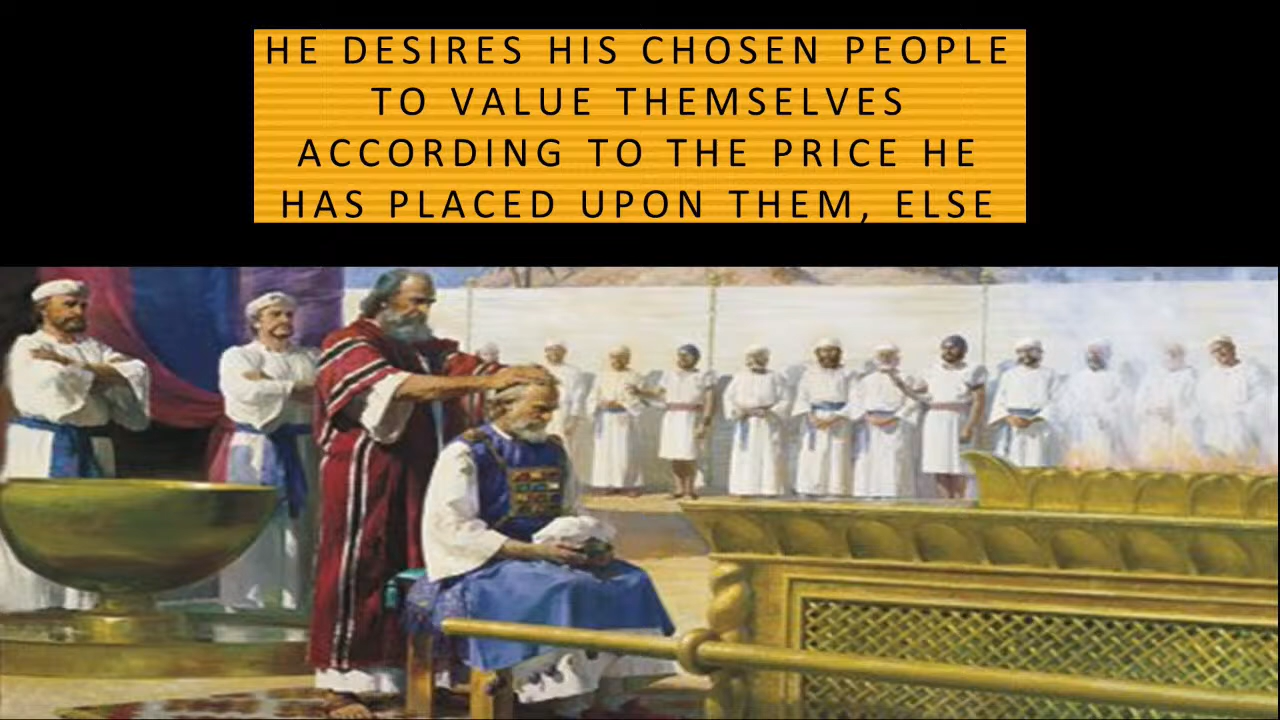 HE DESIRES HIS CHOSEN PEOPLE
TO VALUE THEMSELVES
ACCORDING TO THE PRICE HE
HAS PLACED UPON THEM, ELSE